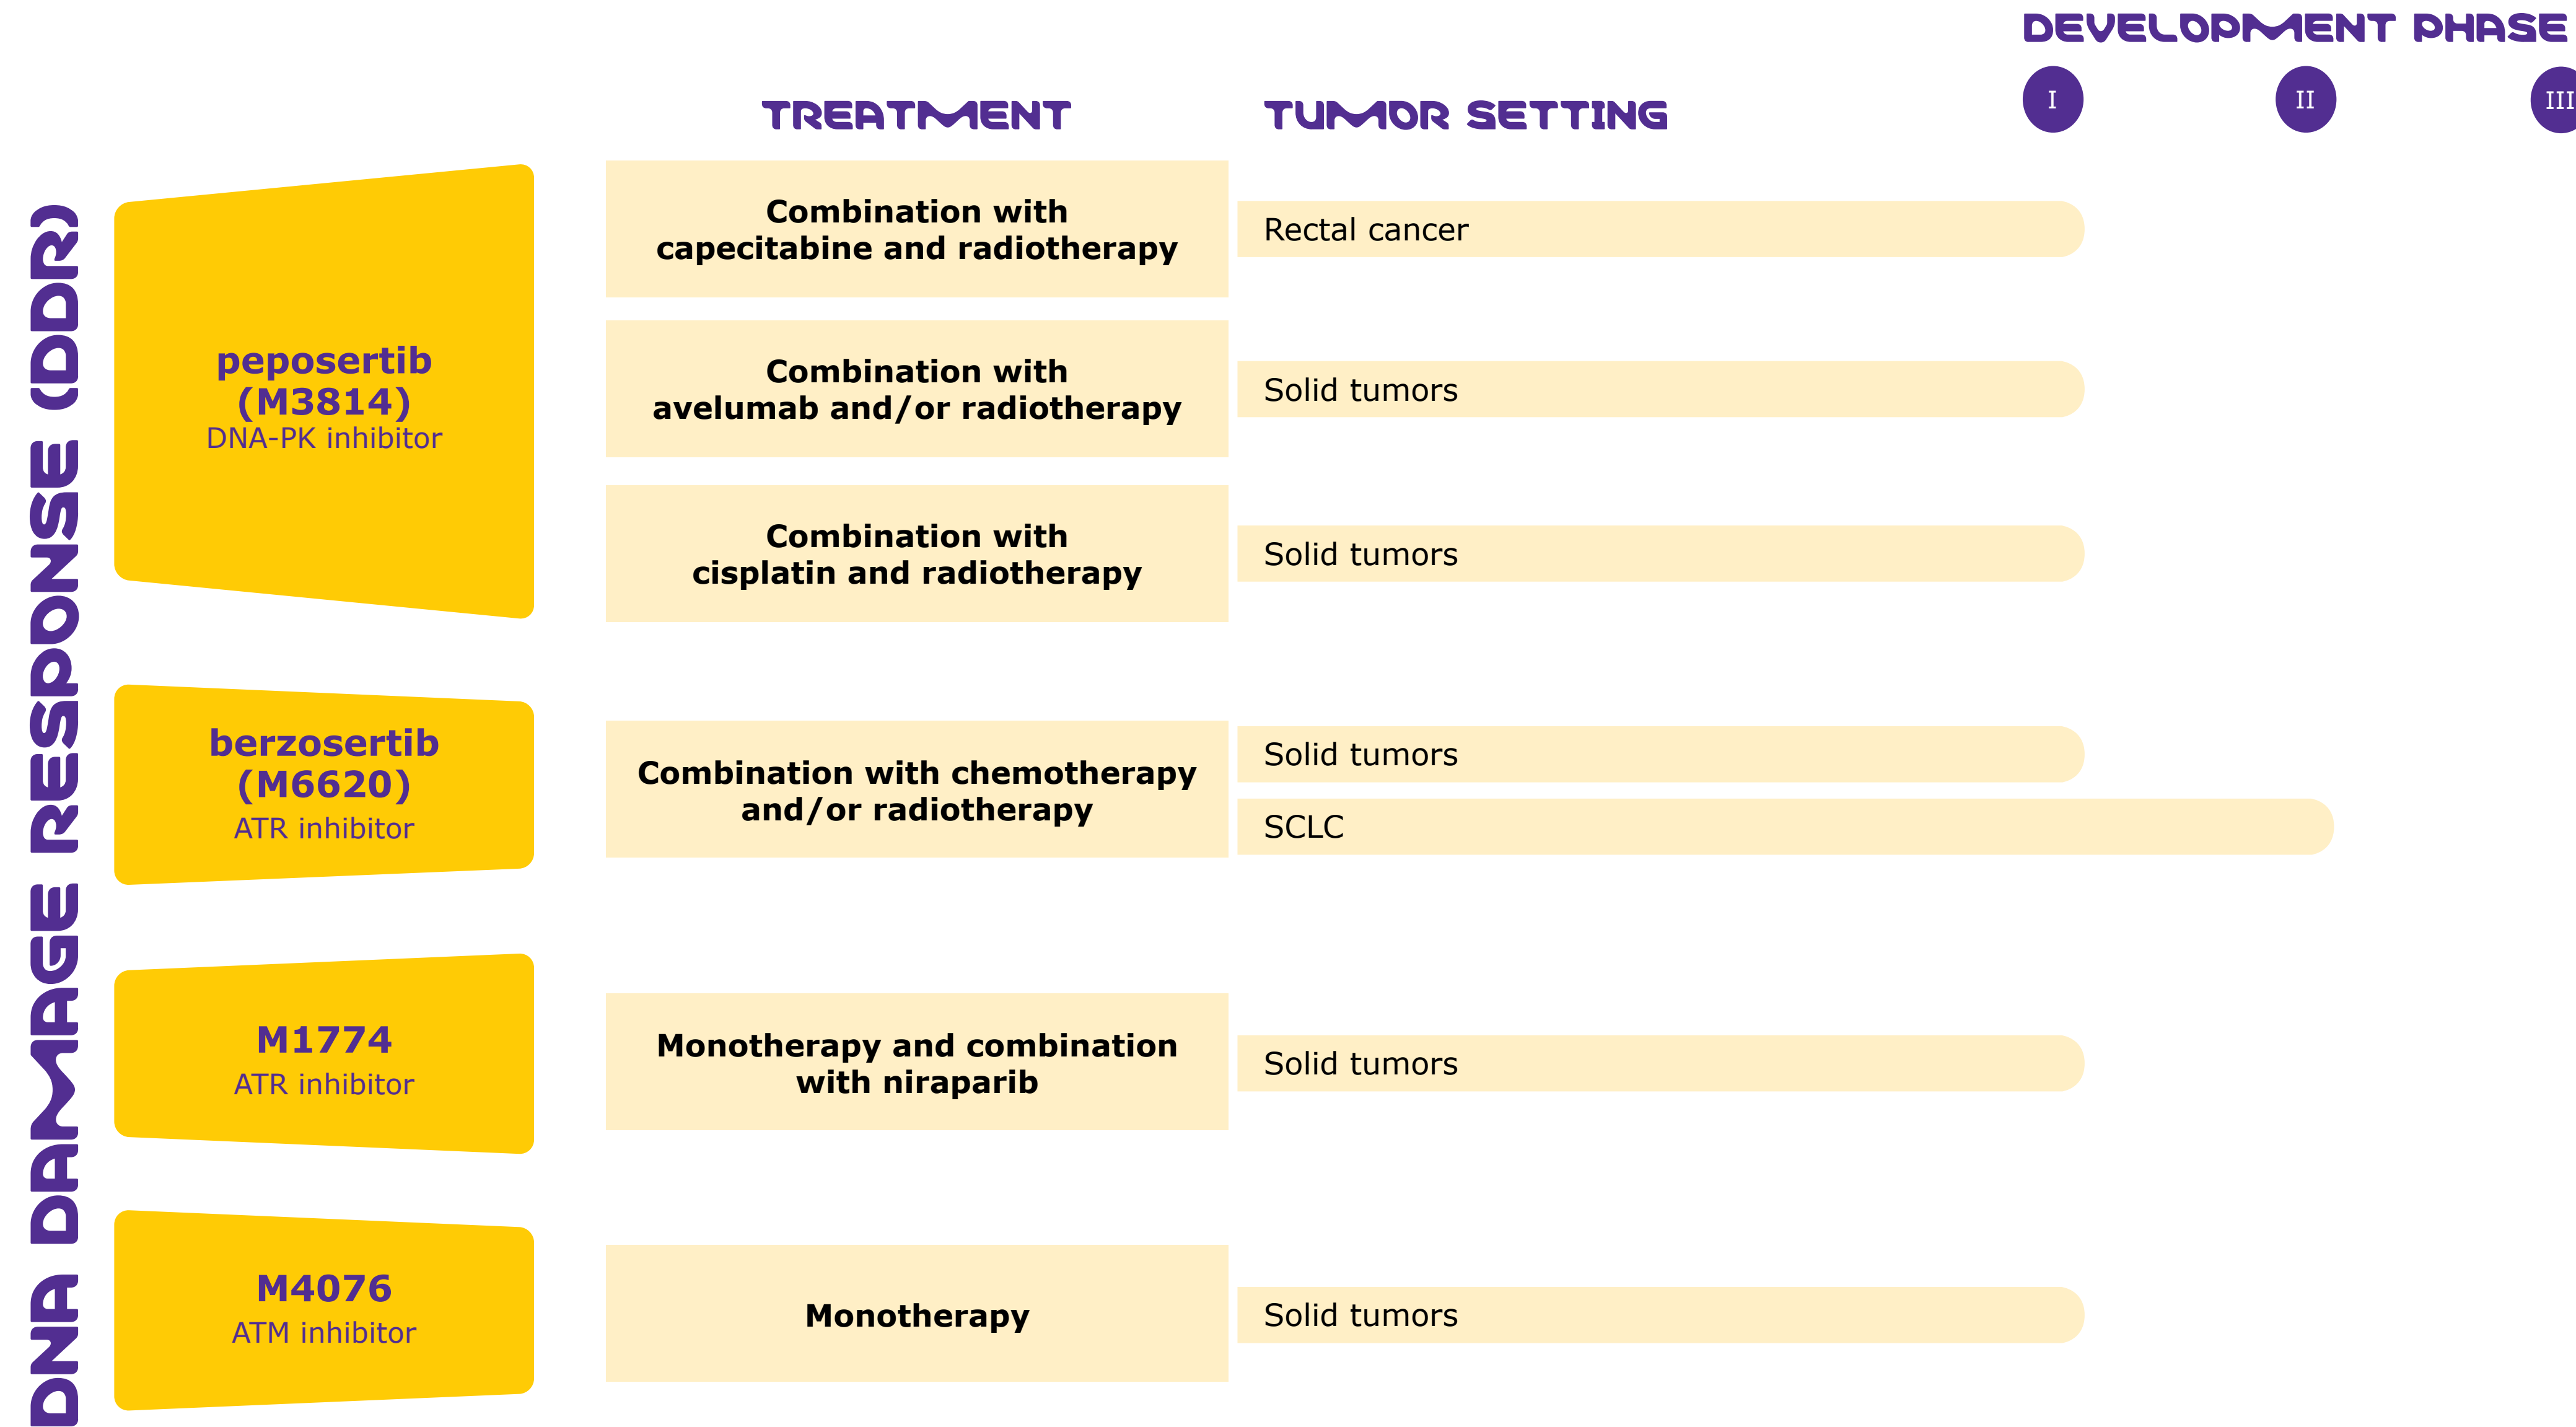 DEVELOPMENT PHASE
I
II
III
TREATMENT
TUMOR SETTING
DNA DAMAGE RESPONSE (DDR)
peposertib
(M3814)
DNA-PK inhibitor
Combination with
capecitabine and radiotherapy
Rectal cancer
Combination with
avelumab and/or radiotherapy
Solid tumors
Combination with
cisplatin and radiotherapy
Solid tumors
berzosertib
(M6620)
ATR inhibitor
Combination with chemotherapy
and/or radiotherapy
Solid tumors
SCLC
M1774
ATR inhibitor
Monotherapy and combination
with niraparib
Solid tumors
M4076
ATM inhibitor
Monotherapy
Solid tumors